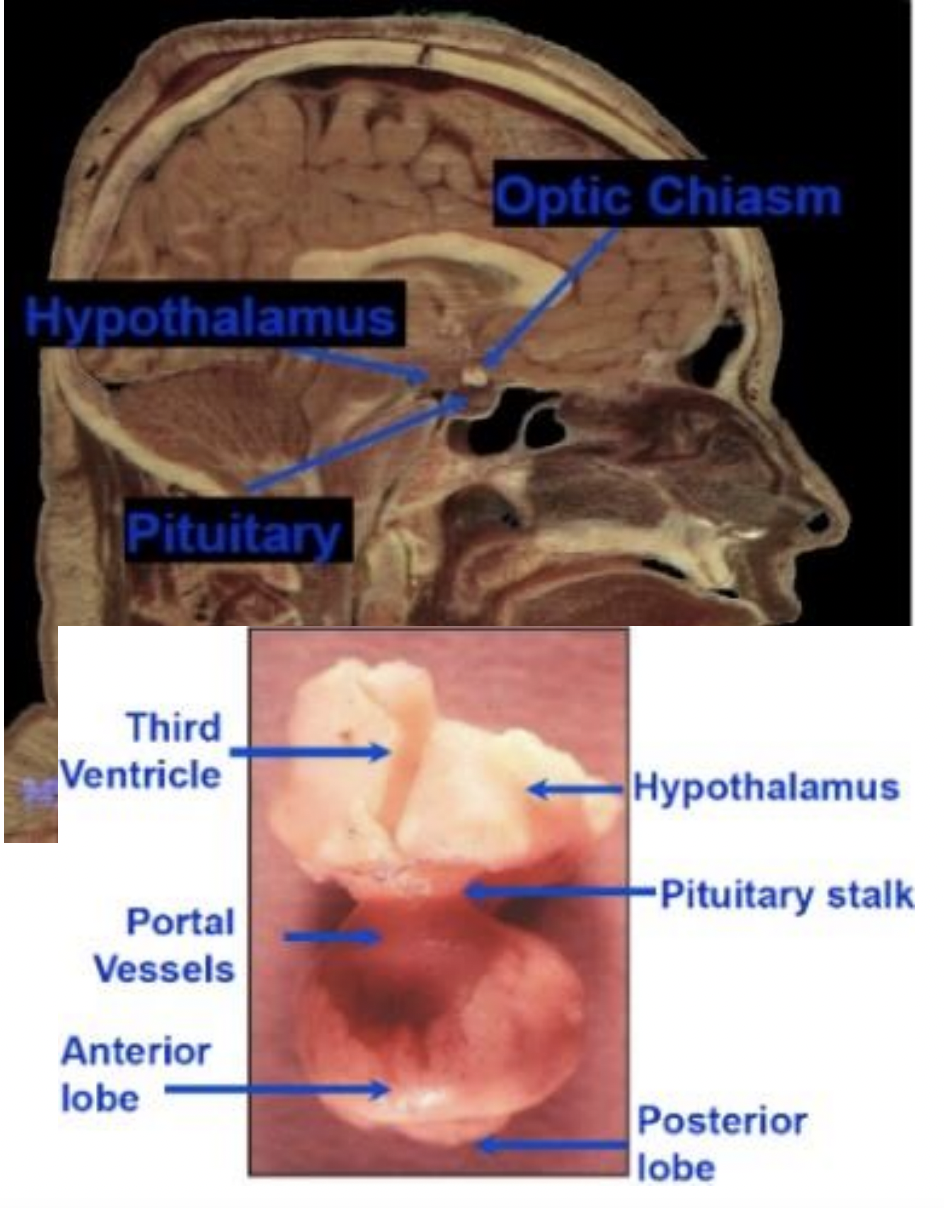 Optic Chiasm
Hypothalamus
Pituitary
Third
Ventricle
Hypothalamus
Pituitary stalk
Portal
Vessels
Anterior
lobe
Posterior
lobe